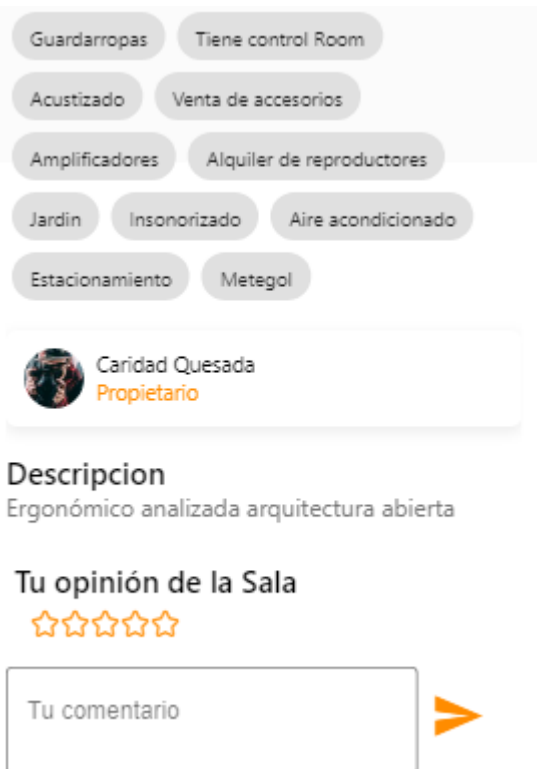 Guardarropas Tiene control Room
Acustizado Venta de accesorios
Amplificadores Alquiler de reproductores
Jardin Insonorizado Aire acondicionado
Estacionamiento Metegol
Caridad Quesada
Propietario
Descripcion
Ergonómico analizada arquitectura abierta
Tu opinión de la Sala
Tu comentario